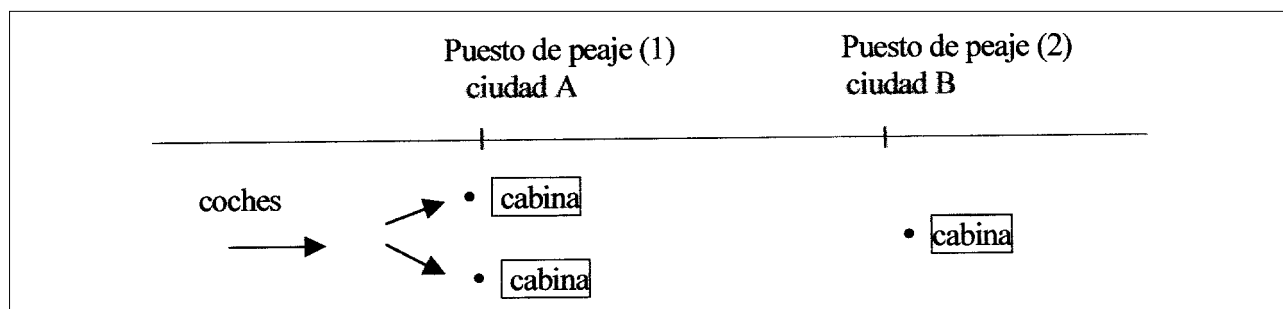 Puesto de peaje (1)
ciudad A
Puesto de peaje (2)
ciudad B
coches
cabina
cabina
cabina